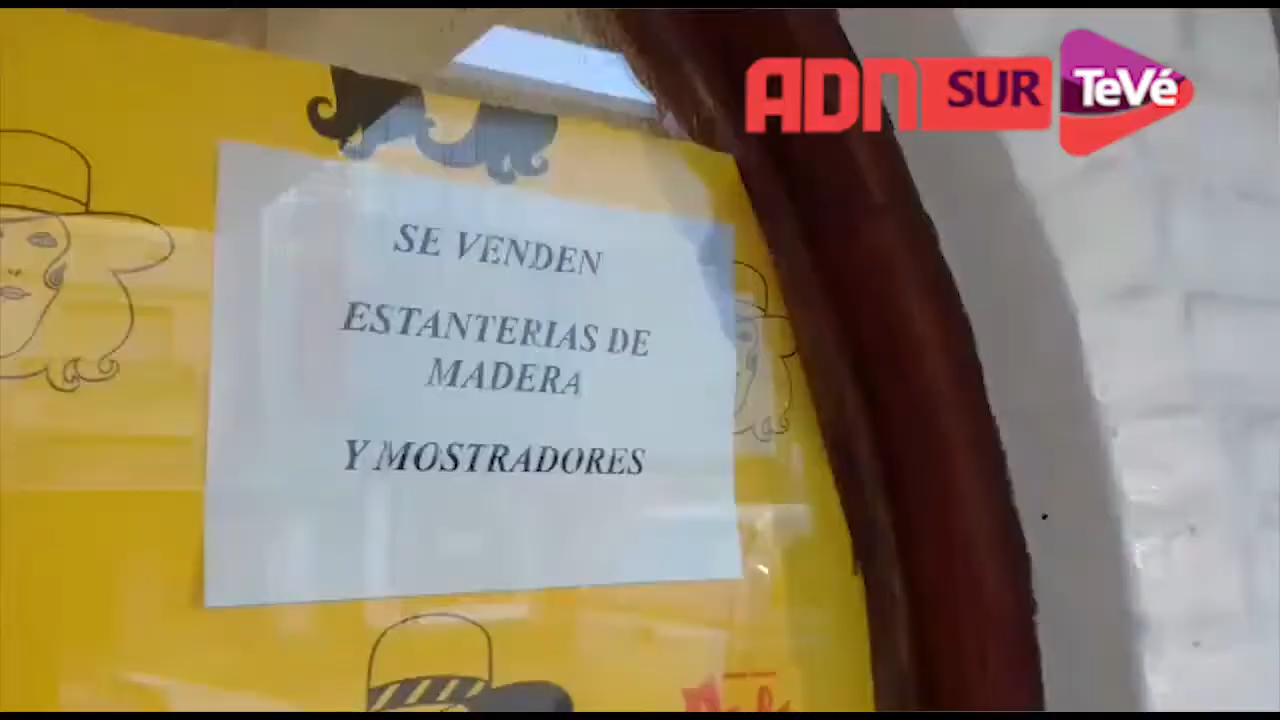 ADN SUR TeVé
SE VENDEN
ESTANTERIAS DE
MADERA
Y MOSTRADORES